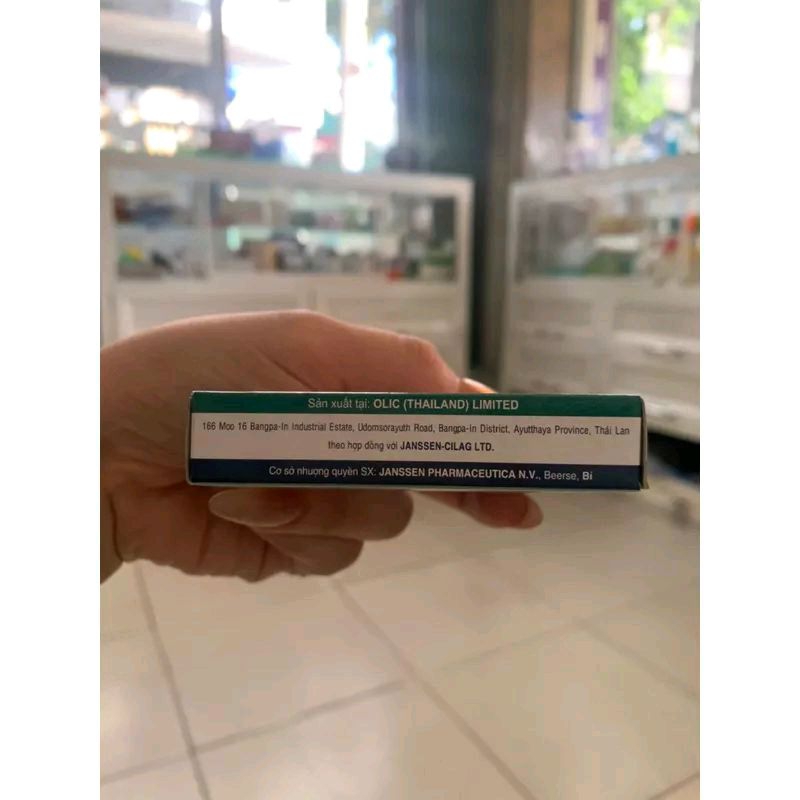 Sản xuất tại: OLIC (THAILAND) LIMITED
166 Moo 16 Bangpa-In Industrial Estate, Udomsorayuth Road, Bangpa-In District, Ayutthaya Province, Thái Lan
theo hợp đồng với JANSSEN-CILAG LTD.
Cơ sở nhượng quyền SX: JANSSEN PHARMACEUTICA N.V., Beerse, Bỉ